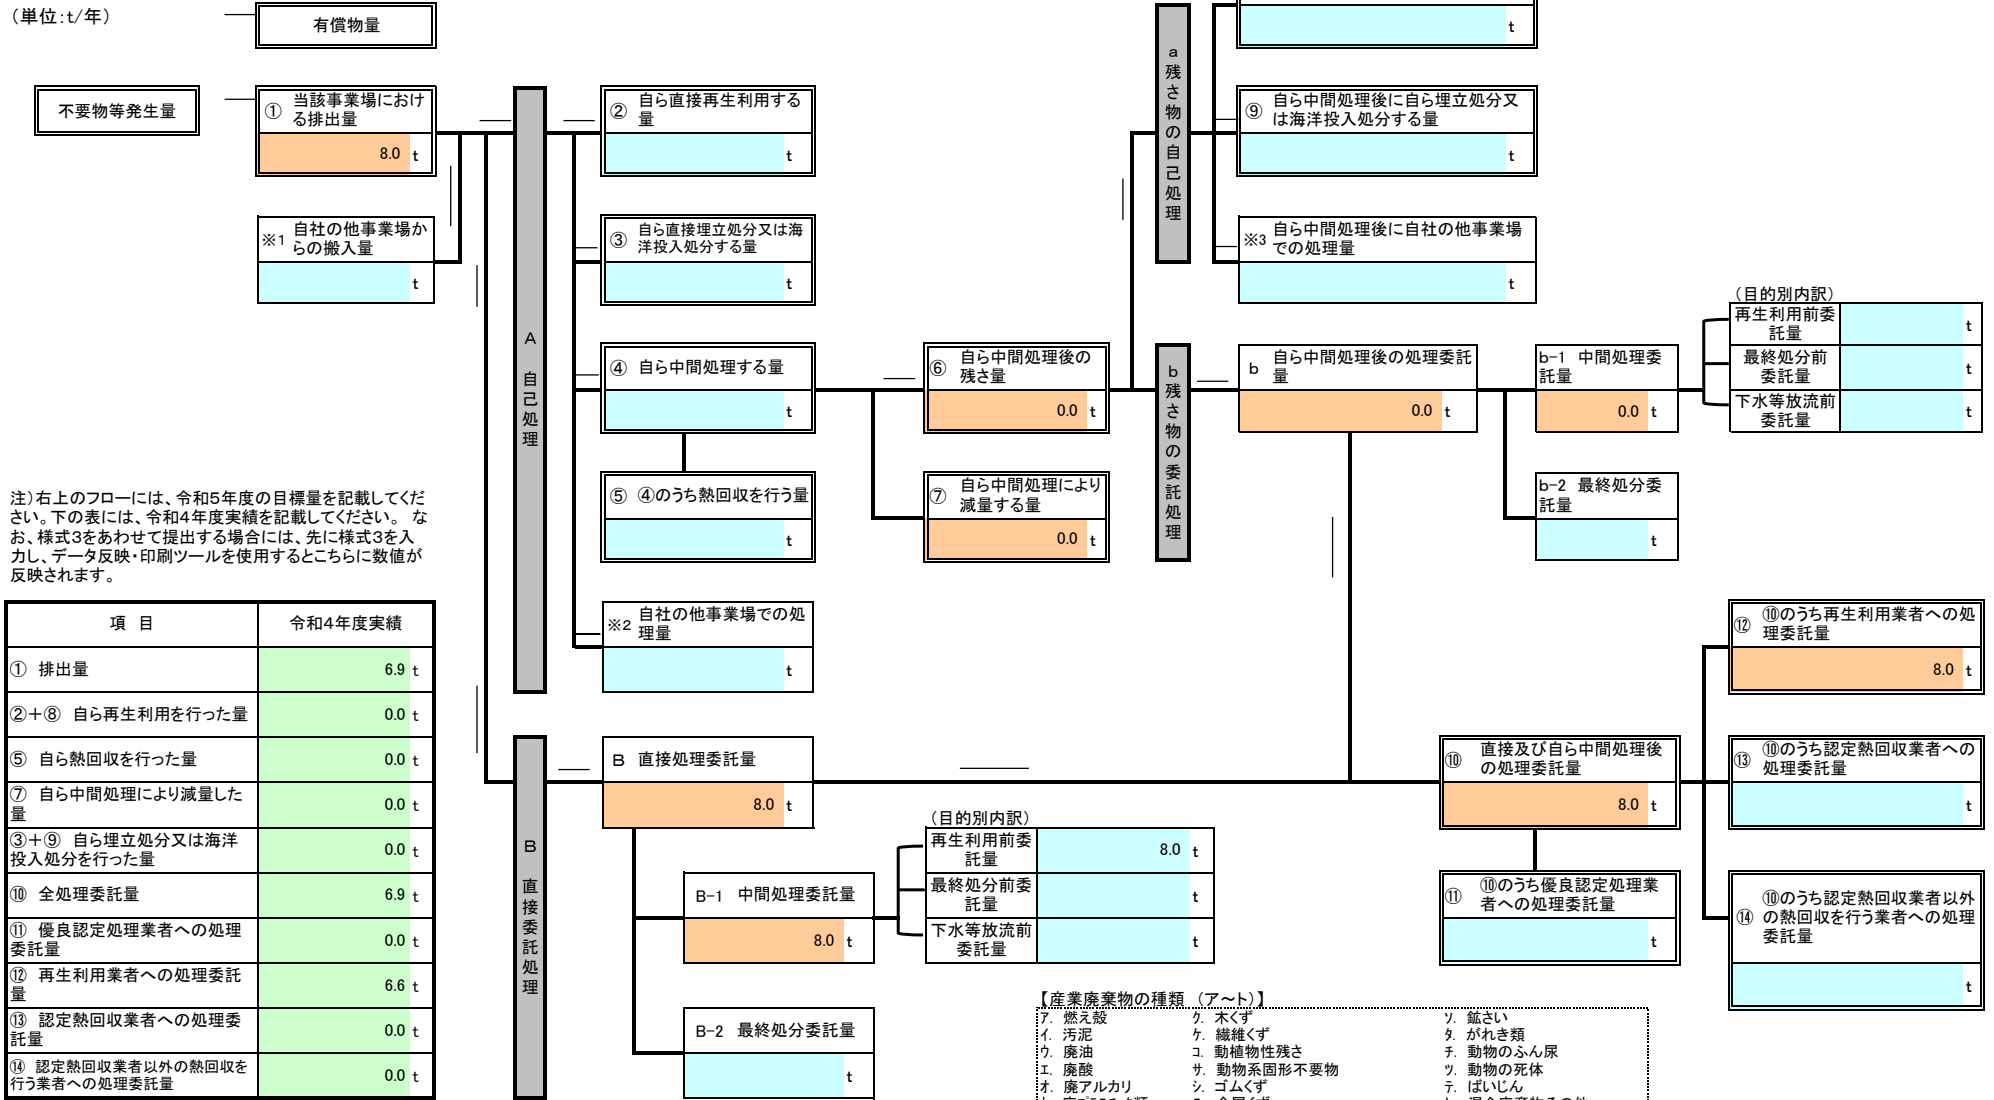 （単位:t/年）
有償物量
t
不要物等発生量
① 当該事業場におけ
る排出量
8.0 t
※1 自社の他事業場か
らの搬入量
t
A 自己処理
② 自ら直接再生利用する
量
t
③ 自ら直接埋立処分又は海
洋投入処分する量
t
④ 自ら中間処理する量
t
⑤ ④のうち熱回収を行う量
t
※2 自社の他事業場での処
理量
t
⑥ 自ら中間処理後の
残さ量
0.0 t
⑦ 自ら中間処理により
減量する量
0.0 t
a 残さ物の自己処理
⑨ 自ら中間処理後に自ら埋立処分又
は海洋投入処分する量
t
※3 自ら中間処理後に自社の他事業場
での処理量
t
b 残さ物の委託処理
b 自ら中間処理後の処理委託
量
0.0 t
b-1 中間処理委
託量
0.0 t
b-2 最終処分委
託量
t
（目的別内訳）
再生利用前委
託量
t
最終処分前
委託量
t
下水等放流前
委託量
t
注）右上のフローには、令和5年度の目標量を記載してくだ
さい。下の表には、令和4年度実績を記載してください。 な
お、様式3をあわせて提出する場合には、先に様式3を入
力し、データ反映・印刷ツールを使用するとこちらに数値が
反映されます。
項 目 令和4年度実績
① 排出量 6.9 t
②＋⑧ 自ら再生利用を行った量 0.0 t
⑤ 自ら熱回収を行った量 0.0 t
⑦ 自ら中間処理により減量した
量 0.0 t
③＋⑨ 自ら埋立処分又は海洋
投入処分を行った量 0.0 t
⑩ 全処理委託量 6.9 t
⑪ 優良認定処理業者への処理
委託量 0.0 t
⑫ 再生利用業者への処理委託
量 6.6 t
⑬ 認定熱回収業者への処理委
託量 0.0 t
⑭ 認定熱回収業者以外の熱回収を
行う業者への処理委託量 0.0 t
B 直接委託処理
B 直接処理委託量
8.0 t
B-1 中間処理委託量
8.0 t
B-2 最終処分委託量
t
（目的別内訳）
再生利用前委
託量
8.0 t
最終処分前委
託量
t
下水等放流前
委託量
t
⑩ 直接及び自ら中間処理後
の処理委託量
8.0 t
⑪ ⑩のうち優良認定処理業
者への処理委託量
t
⑫ ⑩のうち再生利用業者への処
理委託量
8.0 t
⑬ ⑩のうち認定熱回収業者への
処理委託量
t
⑭ ⑩のうち認定熱回収業者以外
の熱回収を行う業者への処理
委託量
t
【産業廃棄物の種類 （ア～ト）】
ア. 燃え殻 ク. 木くず ソ. 鉱さい
イ. 汚泥 ケ. 繊維くず タ. がれき類
ウ. 廃油 コ. 動植物性残さ チ. 動物のふん尿
エ. 廃酸 サ. 動物系固形不要物 ツ. 動物の死体
オ. 廃アルカリ シ. ゴムくず テ. ばいじん